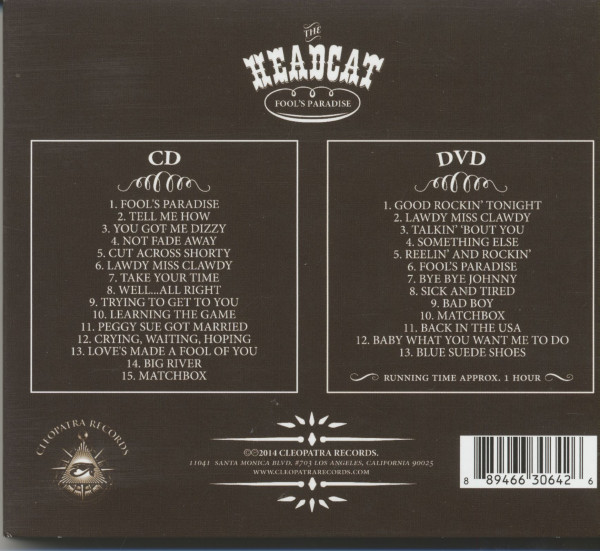 THE
HEADCAT
FOOL'S PARADISE
CD
1. FOOL'S PARADISE
2. TELL ME HOW
3. YOU GOT ME DIZZY
4. NOT FADE AWAY
5. CUT ACROSS SHORTY
6. LAWDY MISS CLAWDY
7. TAKE YOUR TIME
8. WELL...ALL RIGHT
9. TRYING TO GET TO YOU
10. LEARNING THE GAME
11. PEGGY SUE GOT MARRIED
12. CRYING, WAITING, HOPING
13. LOVE'S MADE A FOOL OF YOU
14. BIG RIVER
15. MATCHBOX
DVD
1. GOOD ROCKIN' TONIGHT
2. LAWDY MISS CLAWDY
3. TALKIN' 'BOUT YOU
4. SOMETHING ELSE
5. REELIN' AND ROCKIN'
6. FOOL'S PARADISE
7. BYE BYE JOHNNY
8. SICK AND TIRED
9. BAD BOY
10. MATCHBOX
11. BACK IN THE USA
12. BABY WHAT YOU WANT ME TO DO
13. BLUE SUEDE SHOES
RUNNING TIME APPROX. 1 HOUR
CLEOPATRA RECORDS
©℗2014 CLEOPATRA RECORDS.
11041 SANTA MONICA BLVD. #703 LOS ANGELES, CALIFORNIA 90025
WWW.CLEOPATRARECORDS.COM
8 89466 30642 6